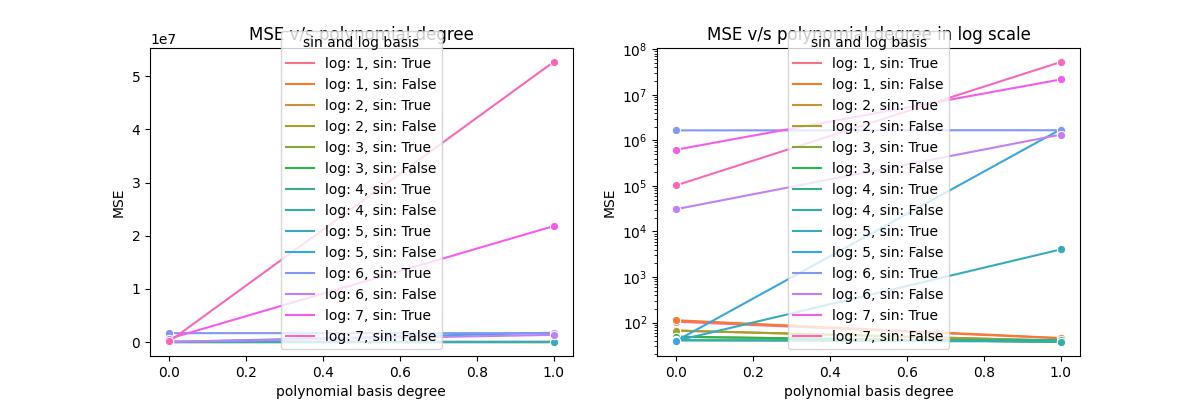 MSE v/s polynomial degree
1e7
5
4
3
2
1
0
MSE
0.0 0.2 0.4 0.6 0.8 1.0
polynomial basis degree
sin and log basis
log: 1, sin: True
log: 1, sin: False
log: 2, sin: True
log: 2, sin: False
log: 3, sin: True
log: 3, sin: False
log: 4, sin: True
log: 4, sin: False
log: 5, sin: True
log: 5, sin: False
log: 6, sin: True
log: 6, sin: False
log: 7, sin: True
log: 7, sin: False
MSE v/s polynomial degree in log scale
10⁸
10⁷
10⁶
10⁵
10⁴
10³
10²
MSE
0.0 0.2 0.4 0.6 0.8 1.0
polynomial basis degree
sin and log basis
log: 1, sin: True
log: 1, sin: False
log: 2, sin: True
log: 2, sin: False
log: 3, sin: True
log: 3, sin: False
log: 4, sin: True
log: 4, sin: False
log: 5, sin: True
log: 5, sin: False
log: 6, sin: True
log: 6, sin: False
log: 7, sin: True
log: 7, sin: False